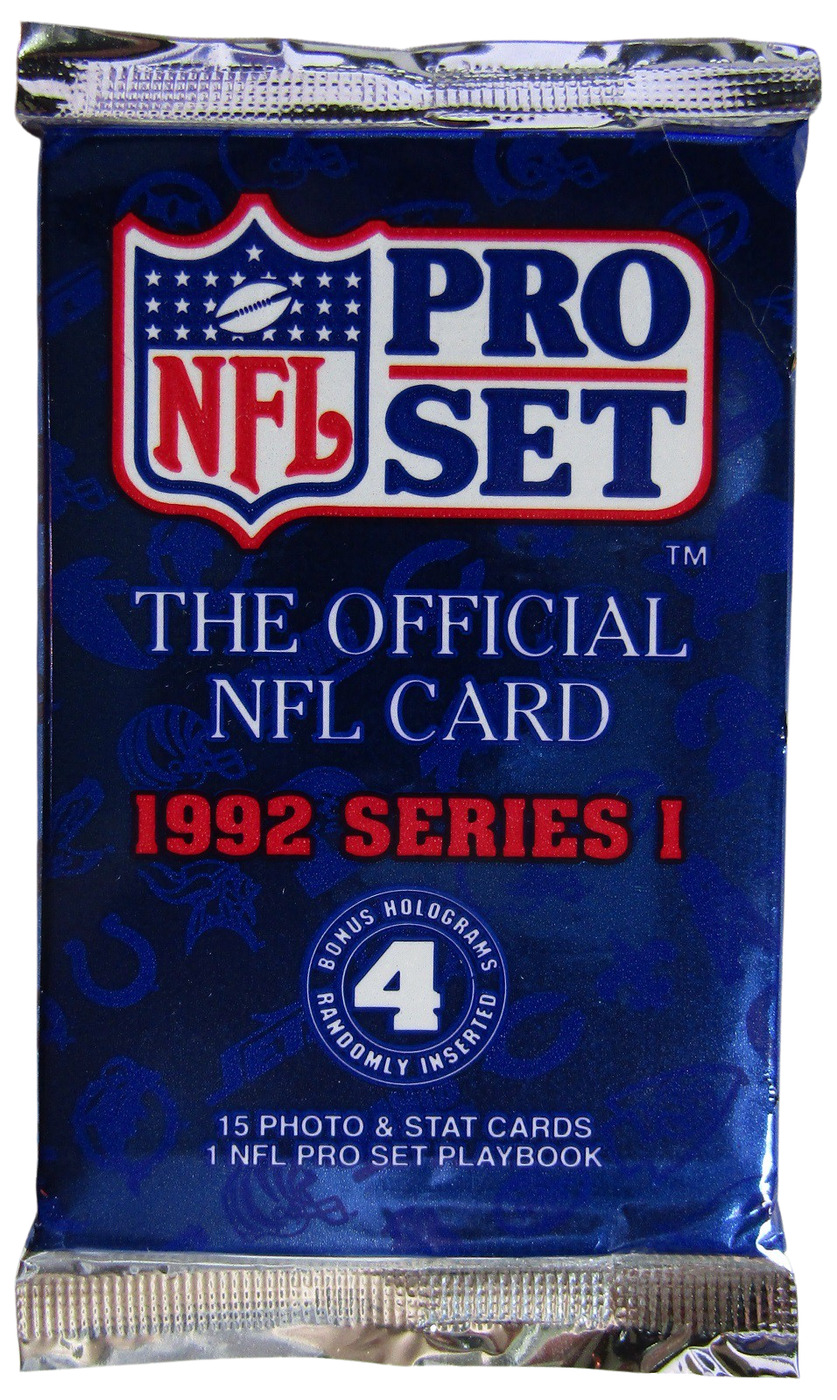 NFL
PRO
SET
TM
THE OFFICIAL
NFL CARD
1992 SERIES I
BONUS HOLOGRAMS
4
RANDOMLY INSERTED
JETS
15 PHOTO & STAT CARDS
1 NFL PRO SET PLAYBOOK